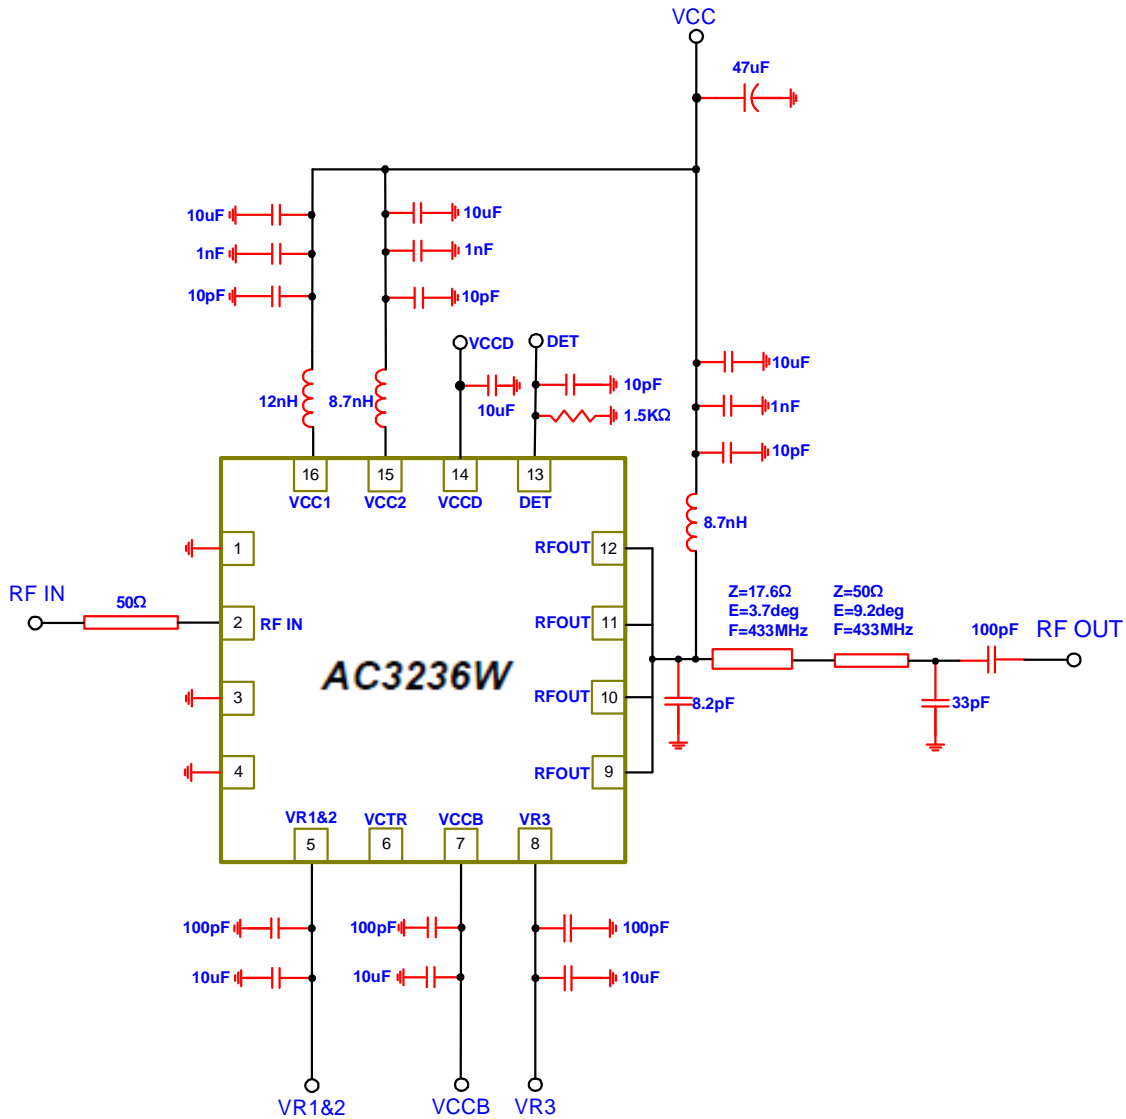 VCC
47uF
10uF
10uF
1nF
1nF
10pF
10pF
VCCD
DET
10uF
10pF
10uF
1.5KΩ
1nF
10pF
12nH
8.7nH
8.7nH
16
15
14
13
VCC1
VCC2
VCCD
DET
1
RFOUT
12
RF IN
50Ω
2
RF IN
RFOUT
11
Z=17.6Ω
E=3.7deg
F=433MHz
Z=50Ω
E=9.2deg
F=433MHz
100pF
RF OUT
AC3236W
3
RFOUT
10
8.2pF
33pF
4
RFOUT
9
VR1&2
VCTR
VCCB
VR3
5
6
7
8
100pF
100pF
100pF
10uF
10uF
10uF
VR1&2
VCCB
VR3